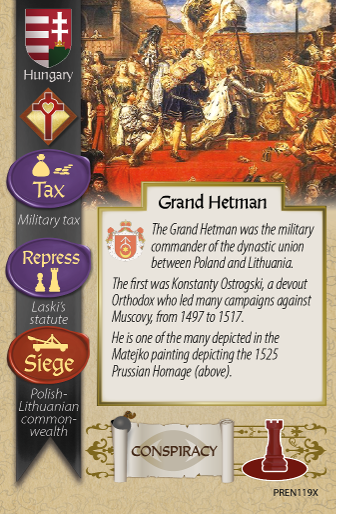 Hungary
Tax
Military tax
Repress
Laski's
statute
Siege
Polish-
Lithuanian
common-
wealth
Grand Hetman
The Grand Hetman was the military
commander of the dynastic union
between Poland and Lithuania.
The first was Konstanty Ostrogski, a devout
Orthodox who led many campaigns against
Muscovy, from 1497 to 1517.
He is one of the many depicted in the
Matejko painting depicting the 1525
Prussian Homage (above).
CONSPIRACY
PREN119X